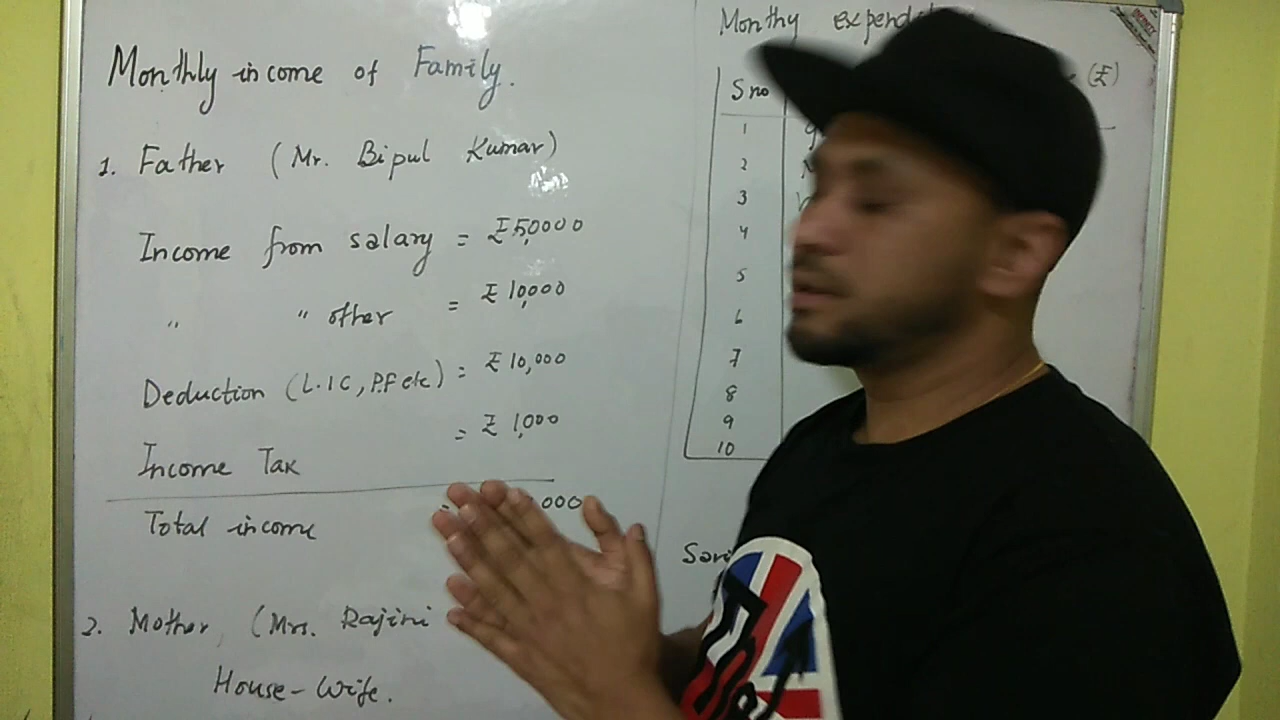 Monthly income of Family.
1. Father (Mr. Bipul Kumar)
Income from salary = ₹50,000
" " other = ₹10,000
Deduction (L.I.C, P.F etc) = ₹10,000
Income Tax = ₹1,000
Total income 000
2. Mother, (Mrs. Rajini
House-Wife.
Monthy
S no (₹)
1
2
3
4
5
6
7
8
9
10